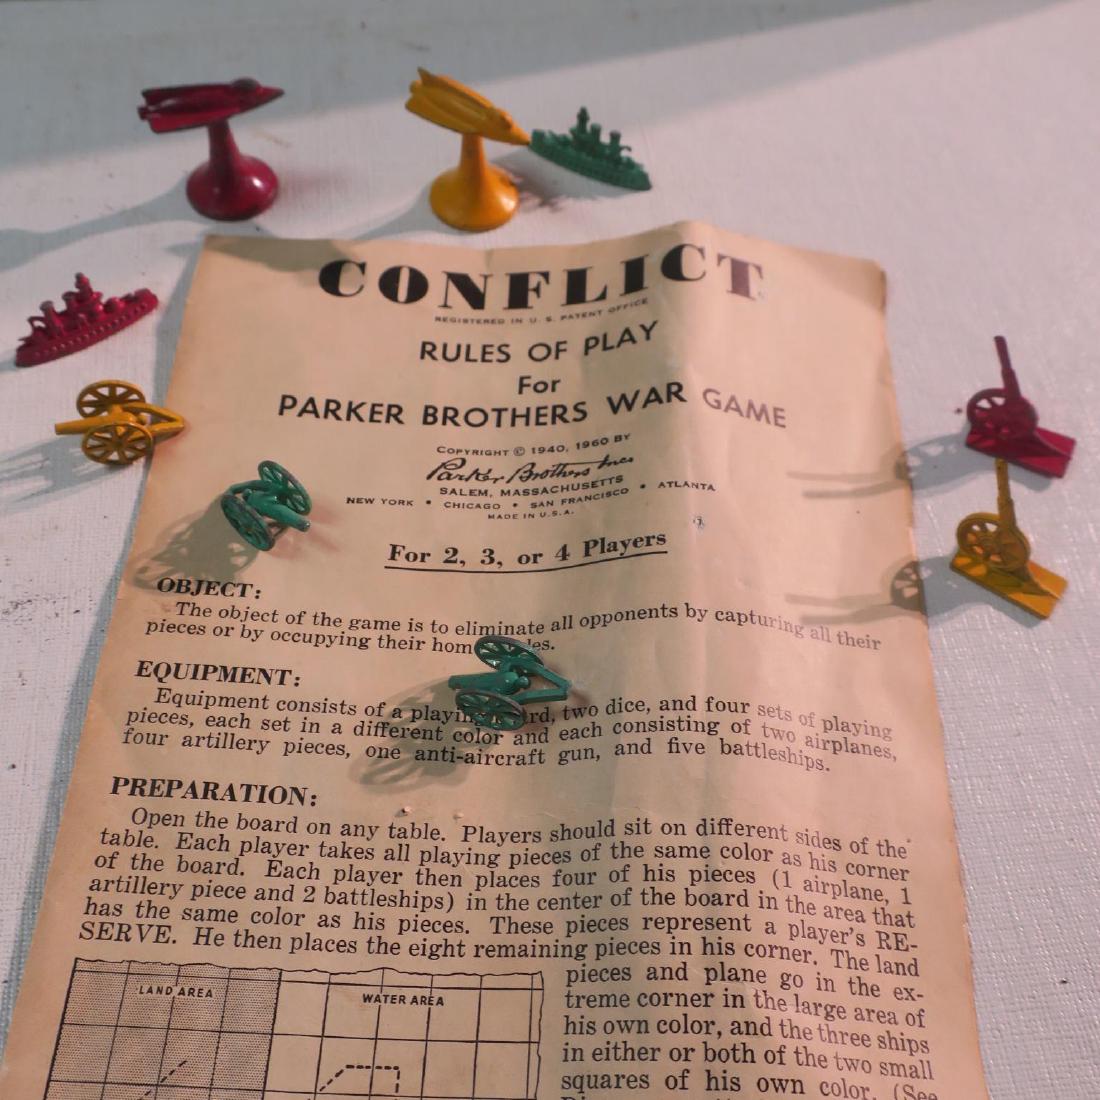 CONFLICT
REGISTERED IN U. S. PATENT OFFICE
RULES OF PLAY
For
PARKER BROTHERS WAR GAME
COPYRIGHT © 1940, 1960 BY
Parker Brothers Inc
SALEM, MASSACHUSETTS
NEW YORK • CHICAGO • SAN FRANCISCO • ATLANTA
MADE IN U.S.A.
For 2, 3, or 4 Players
OBJECT:
The object of the game is to eliminate all opponents by capturing all their
pieces or by occupying their
EQUIPMENT:
Equipment consists of a two dice, and four sets of playing
pieces, each set in a different color and each consisting of two airplanes,
four artillery pieces, one anti-aircraft gun, and five battleships.
PREPARATION:
Open the board on any table. Players should sit on different sides of the
table. Each player takes all playing pieces of the same color as his corner
of the board. Each player then places four of his pieces (1 airplane, 1
artillery piece and 2 battleships) in the center of the board in the area that
has the same color as his pieces. These pieces represent a player's RE-
SERVE. He then places the eight remaining pieces in his corner. The land
pieces and plane go in the ex-
treme corner in the large area of
his own color, and the three ships
in either or both of the two small
squares of his own color. (See
LAND AREA
WATER AREA